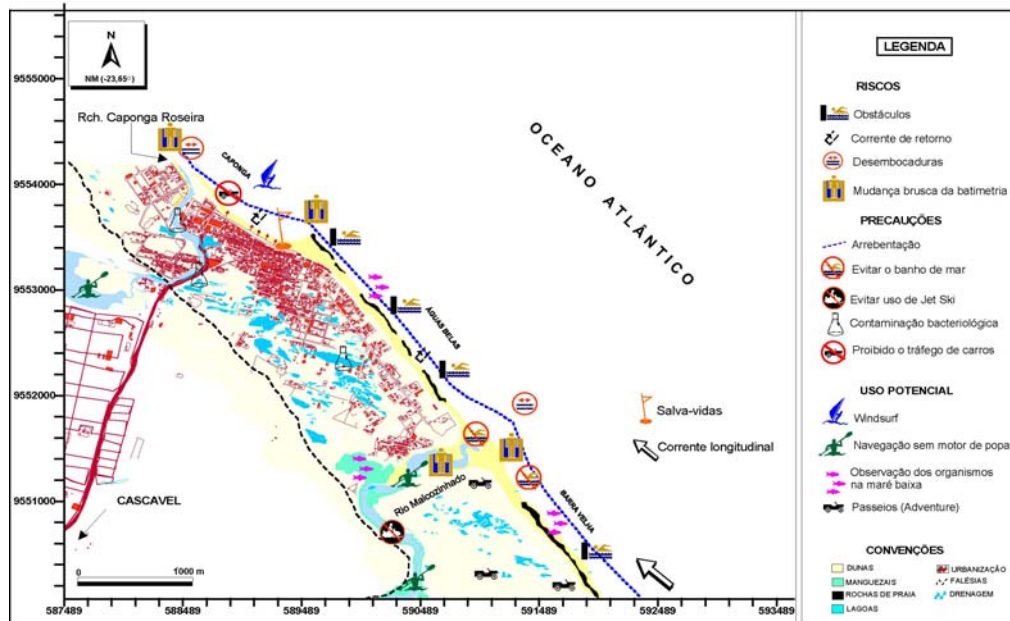 N
NM (-23,65º)
9555000
9554000
9553000
9552000
9551000
Rch. Caponga Roseira
CAPONGA
OCEANO ATLÂNTICO
ÁGUAS BELAS
Salva-vidas
Corrente longitudinal
Rio Malcozinhado
BARRA VELHA
CASCAVEL
0 1000 m
587489 588489 589489 590489 591489 592489 593489
LEGENDA
RISCOS
Obstáculos
Corrente de retorno
Desembocaduras
Mudança brusca da batimetria
PRECAUÇÕES
Arrebentação
Evitar o banho de mar
Evitar uso de Jet Ski
Contaminação bacteriológica
Proibido o tráfego de carros
USO POTENCIAL
Windsurf
Navegação sem motor de popa
Observação dos organismos
na maré baixa
Passeios (Adventure)
CONVENÇÕES
DUNAS
MANGUEZAIS
ROCHAS DE PRAIA
LAGOAS
URBANIZAÇÃO
FALÉSIAS
DRENAGEM